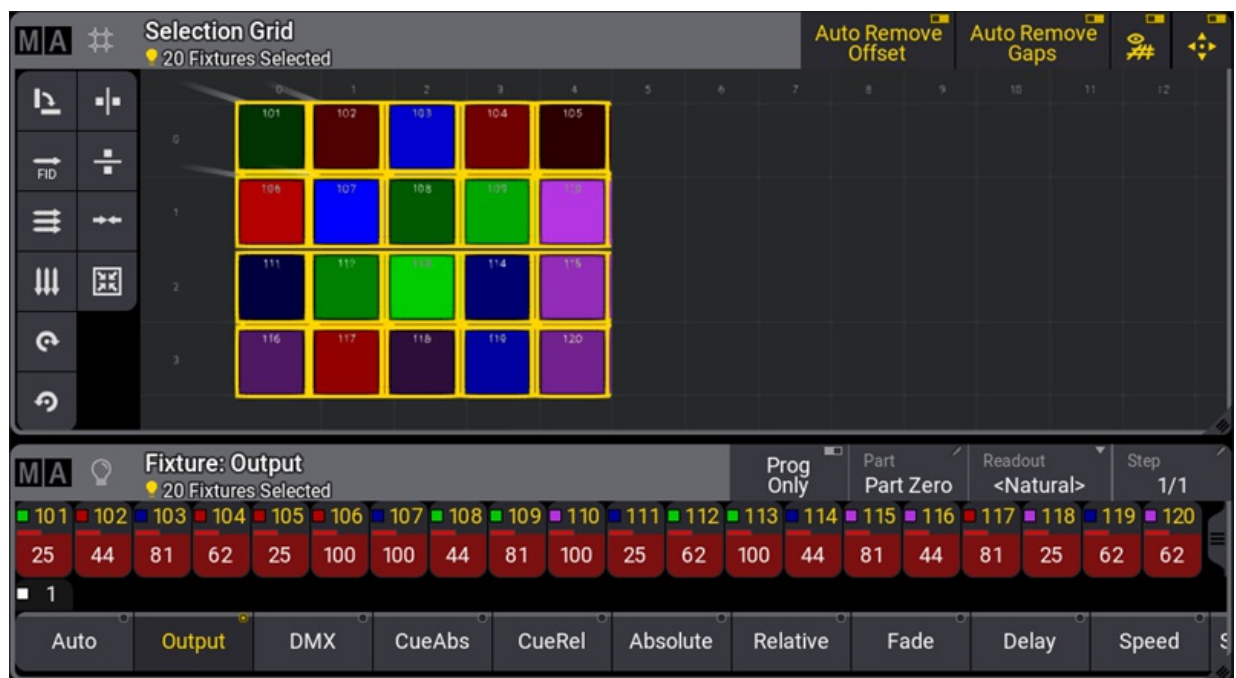 MA Selection Grid Auto Remove Offset Auto Remove Gaps
20 Fixtures Selected
0 1 2 3 4 5 6 7 8 9 10 11 12
0 101 102 103 104 105
FID
1 106 107 108 109 110
2 111 112 113 114 115
3 116 117 118 119 120
MA Fixture: Output Prog Only Part Part Zero Readout <Natural> Step 1/1
20 Fixtures Selected
101 102 103 104 105 106 107 108 109 110 111 112 113 114 115 116 117 118 119 120
25 44 81 62 25 100 100 44 81 100 25 62 100 44 81 44 81 25 62 62
1
Auto Output DMX CueAbs CueRel Absolute Relative Fade Delay Speed S